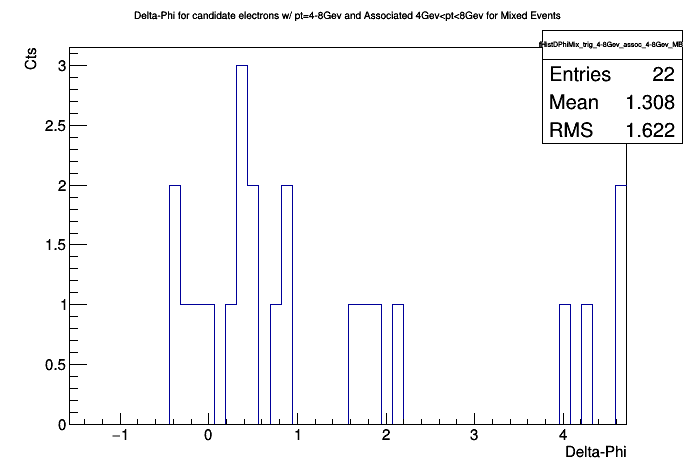 Delta-Phi for candidate electrons w/ pt=4-8Gev and Associated 4Gev<pt<8Gev for Mixed Events
Cts
HistDPhiMix_trig_4-8Gev_assoc_4-8Gev_MB
Entries 22
Mean 1.308
RMS 1.622
3
2.5
2
1.5
1
0.5
0
−1 0 1 2 3 4
Delta-Phi